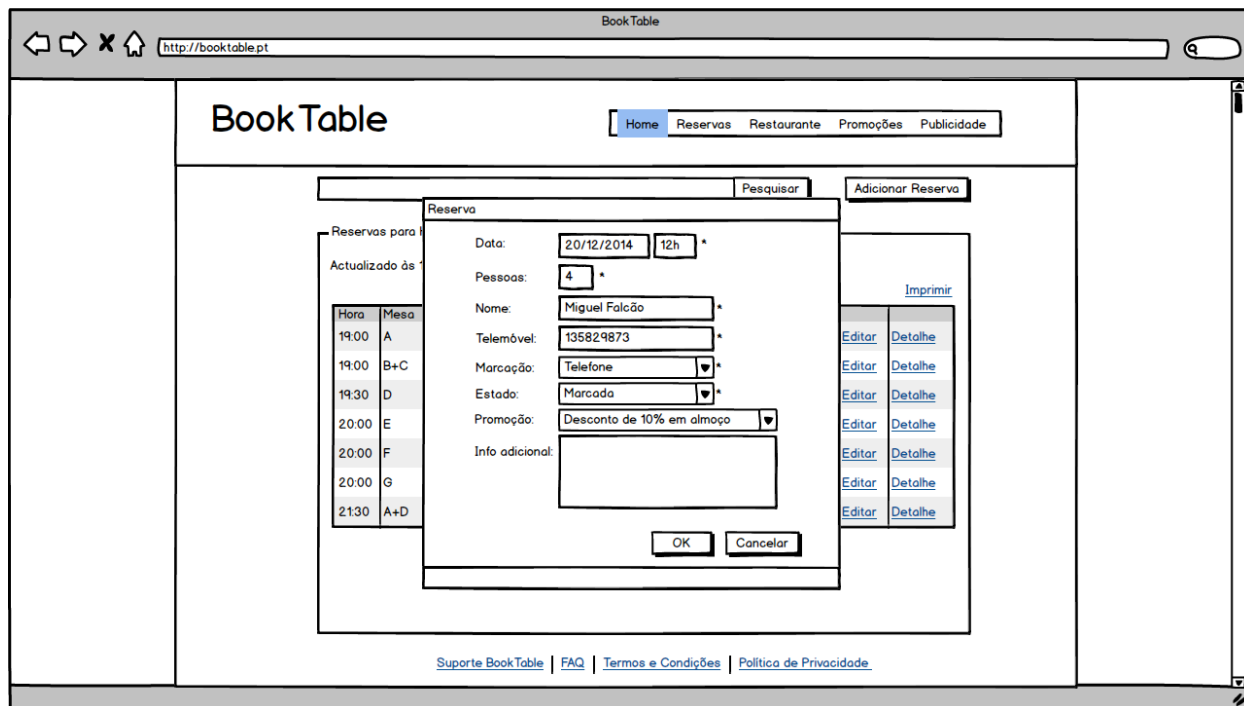 BookTable
http://booktable.pt
BookTable
Home Reservas Restaurante Promoções Publicidade
Pesquisar Adicionar Reserva
Reserva
Reservas para
Data: 20/12/2014 12h *
Actualizado às
Pessoas: 4 *
Imprimir
Nome: Miguel Falcão *
Hora Mesa
Telemóvel: 135829873 *
19:00 A Editar Detalhe
Marcação: Telefone *
19:00 B+C Editar Detalhe
Estado: Marcada *
19:30 D Editar Detalhe
Promoção: Desconto de 10% em almoço
20:00 E Editar Detalhe
Info adicional:
20:00 F Editar Detalhe
20:00 G Editar Detalhe
21:30 A+D Editar Detalhe
OK Cancelar
Suporte BookTable | FAQ | Termos e Condições | Política de Privacidade